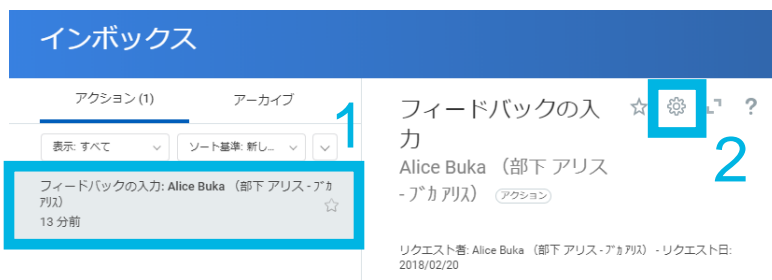 インボックス
アクション (1)
アーカイブ
1
表示: すべて
ソート基準: 新し...
フィードバックの入力: Alice Buka （部下 アリス - ブカ
アリス）
13 分前
フィードバックの入
力
?
2
Alice Buka （部下 アリス
- ブカ アリス） アクション
リクエスト者: Alice Buka （部下 アリス - ブカ アリス） - リクエスト日:
2018/02/20